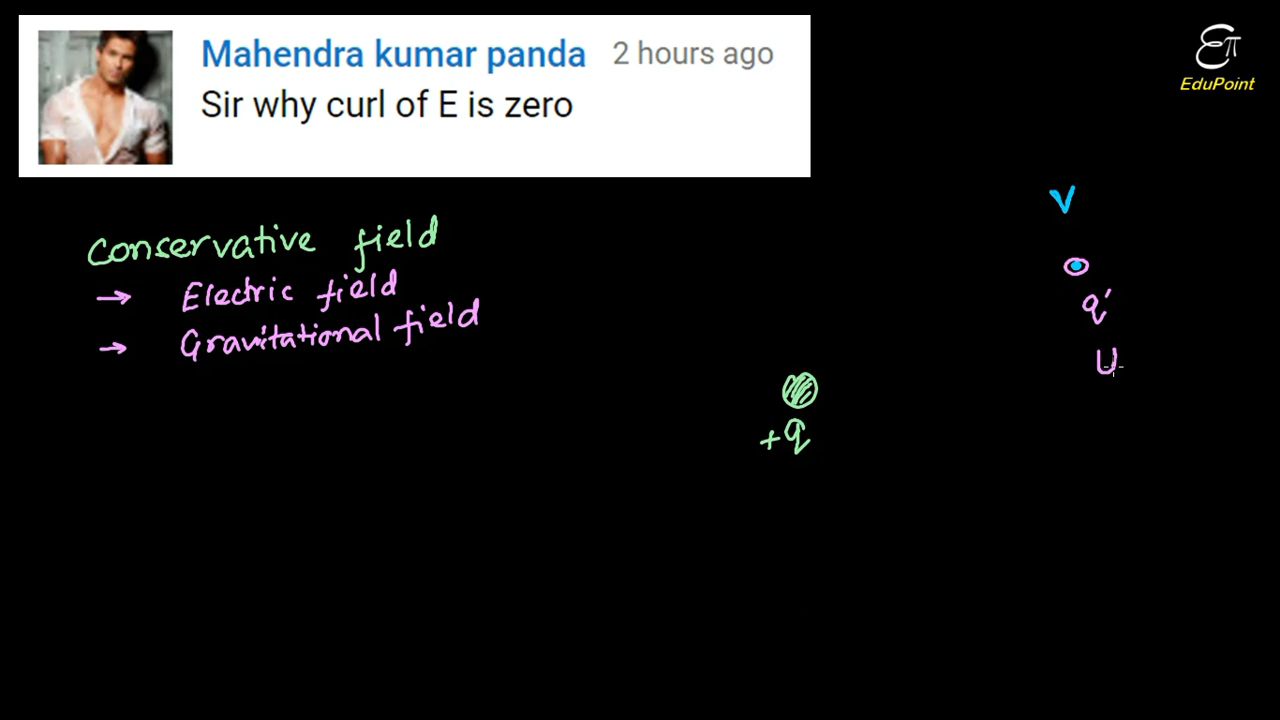 Mahendra kumar panda 2 hours ago
Sir why curl of E is zero
Eπ
EduPoint
Conservative field
→ Electric field
→ Gravitational field
V
q'
U
+q